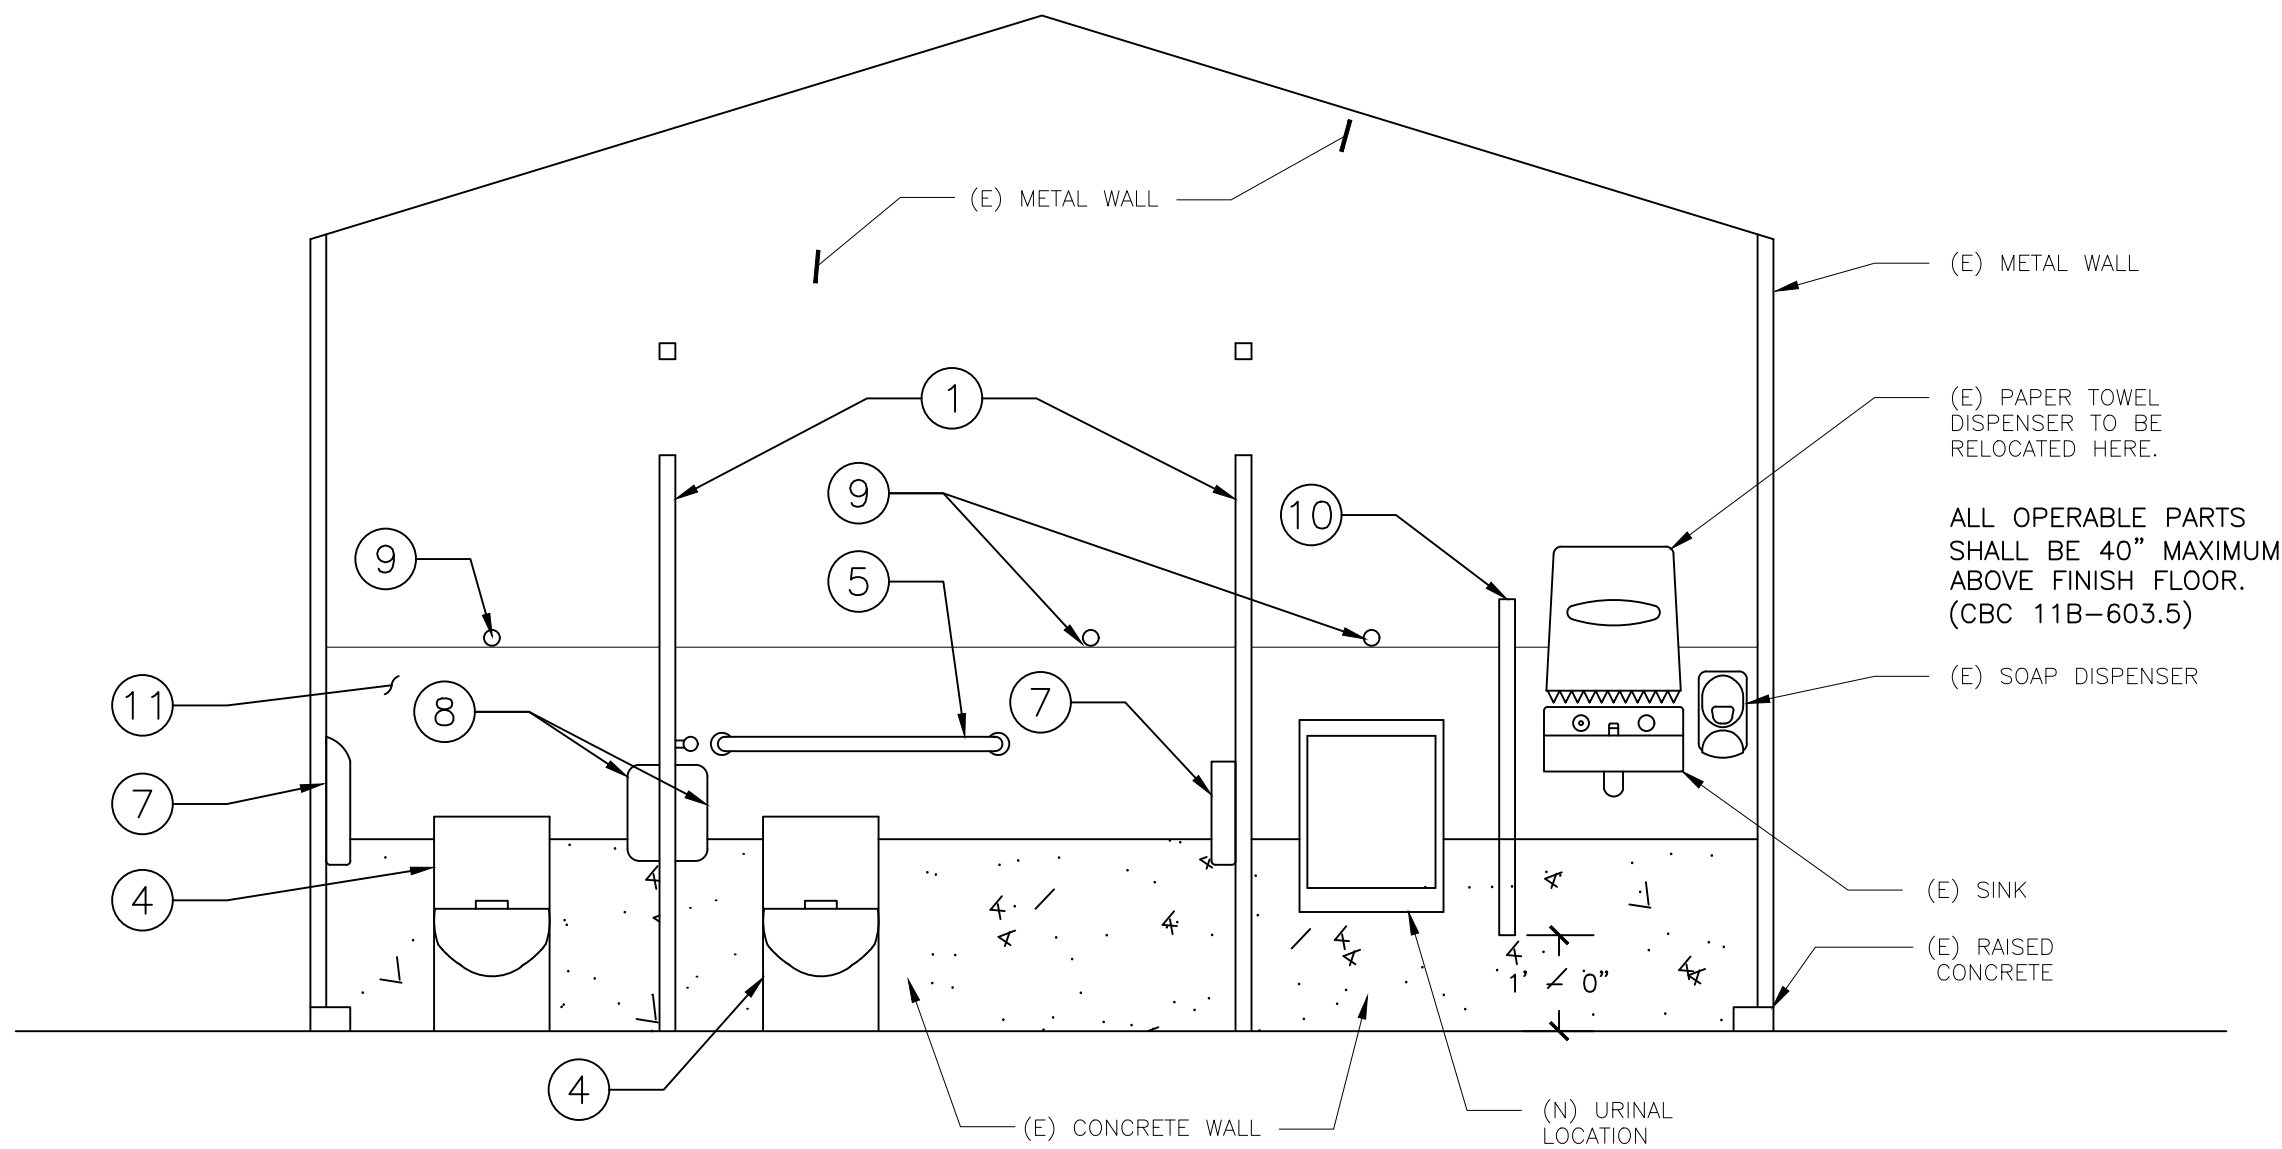 (E) METAL WALL
(E) METAL WALL
1
(E) PAPER TOWEL
DISPENSER TO BE
RELOCATED HERE.
9
10
ALL OPERABLE PARTS
SHALL BE 40” MAXIMUM
ABOVE FINISH FLOOR.
(CBC 11B-603.5)
9
5
(E) SOAP DISPENSER
11
8
7
7
4
(E) SINK
(E) RAISED
CONCRETE
1' - 0”
4
(E) CONCRETE WALL
(N) URINAL
LOCATION